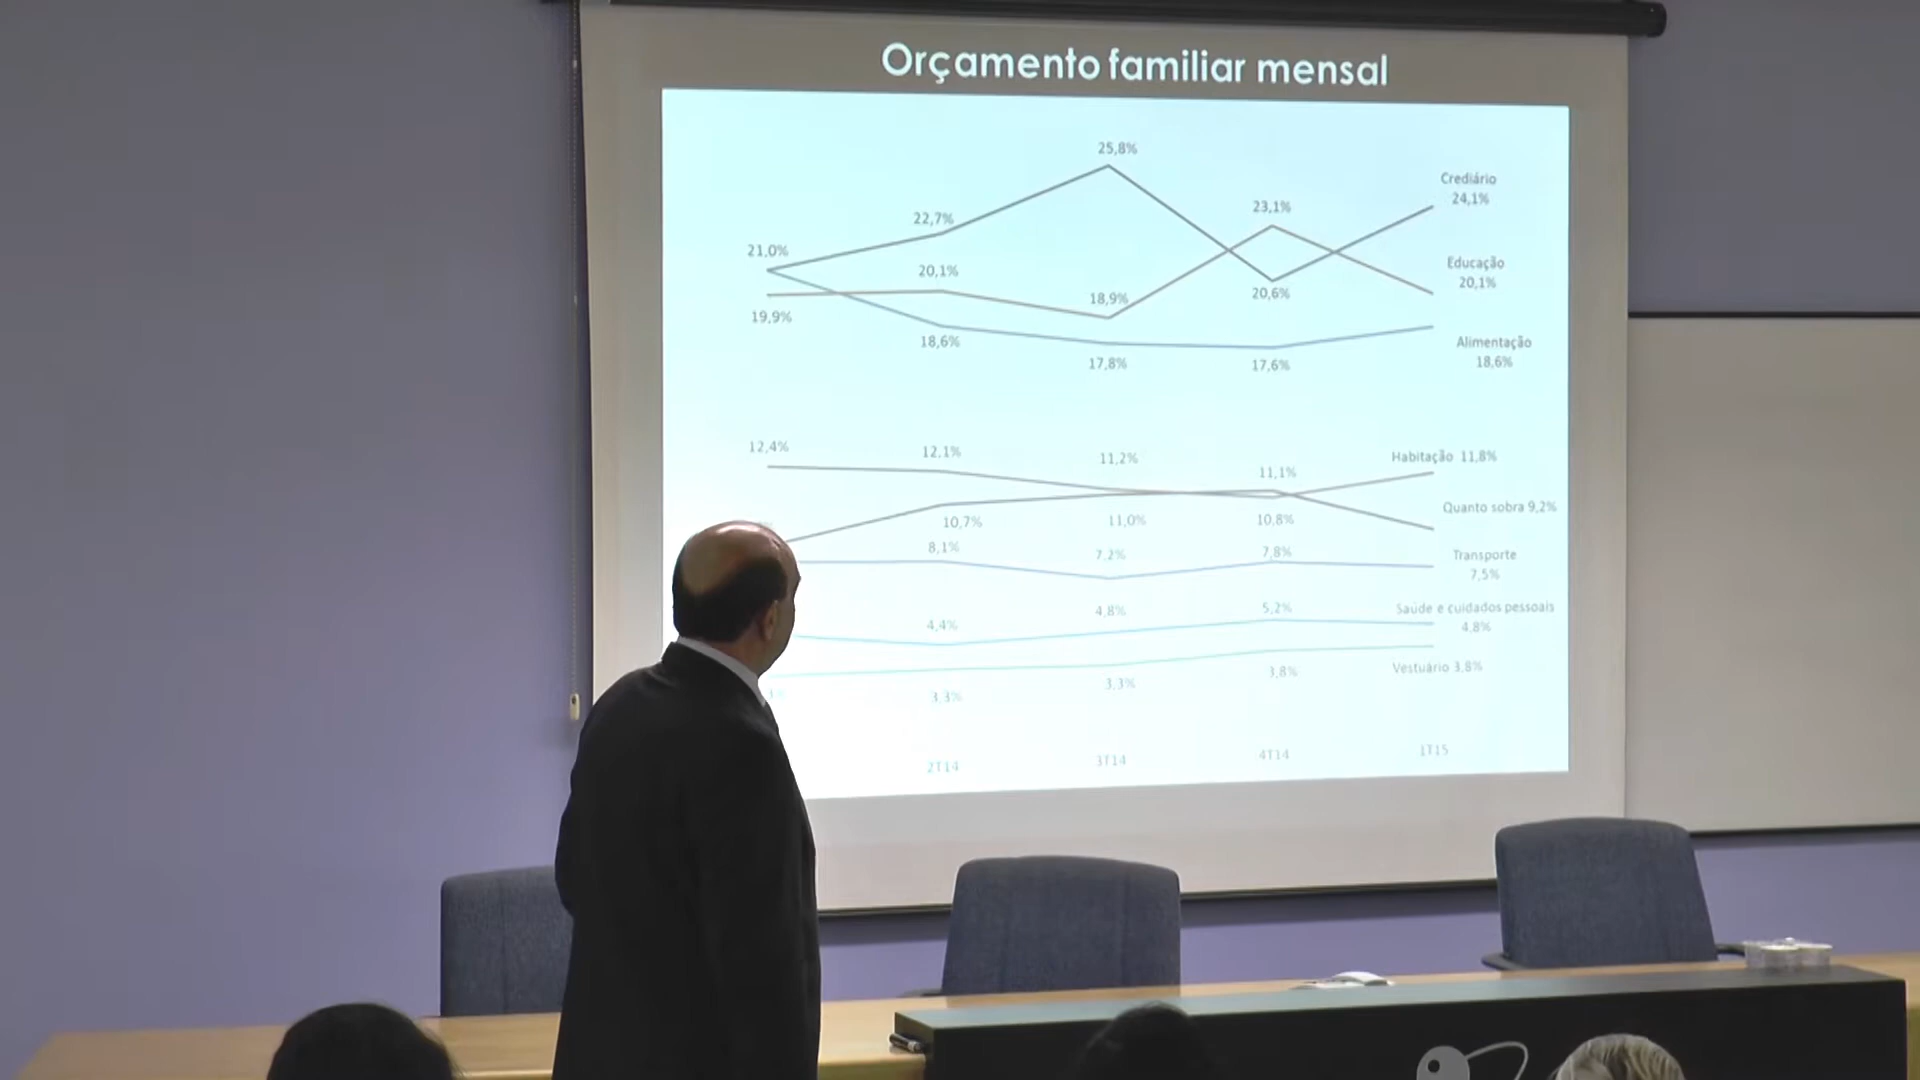 Orçamento familiar mensal
25,8%
Crediário
24,1%
23,1%
22,7%
21,0%
20,1%
Educação
20,1%
18,9%
20,6%
19,9%
18,6%
17,8%
17,6%
Alimentação
18,6%
12,4%
12,1%
11,2%
11,1%
Habitação 11,8%
10,7%
11,0%
10,8%
Quanto sobra 9,2%
8,1%
7,2%
7,8%
Transporte
7,5%
4,4%
4,8%
5,2%
Saúde e cuidados pessoais
4,8%
3,3%
3,3%
3,8%
Vestuário 3,8%
2T14
3T14
4T14
1T15